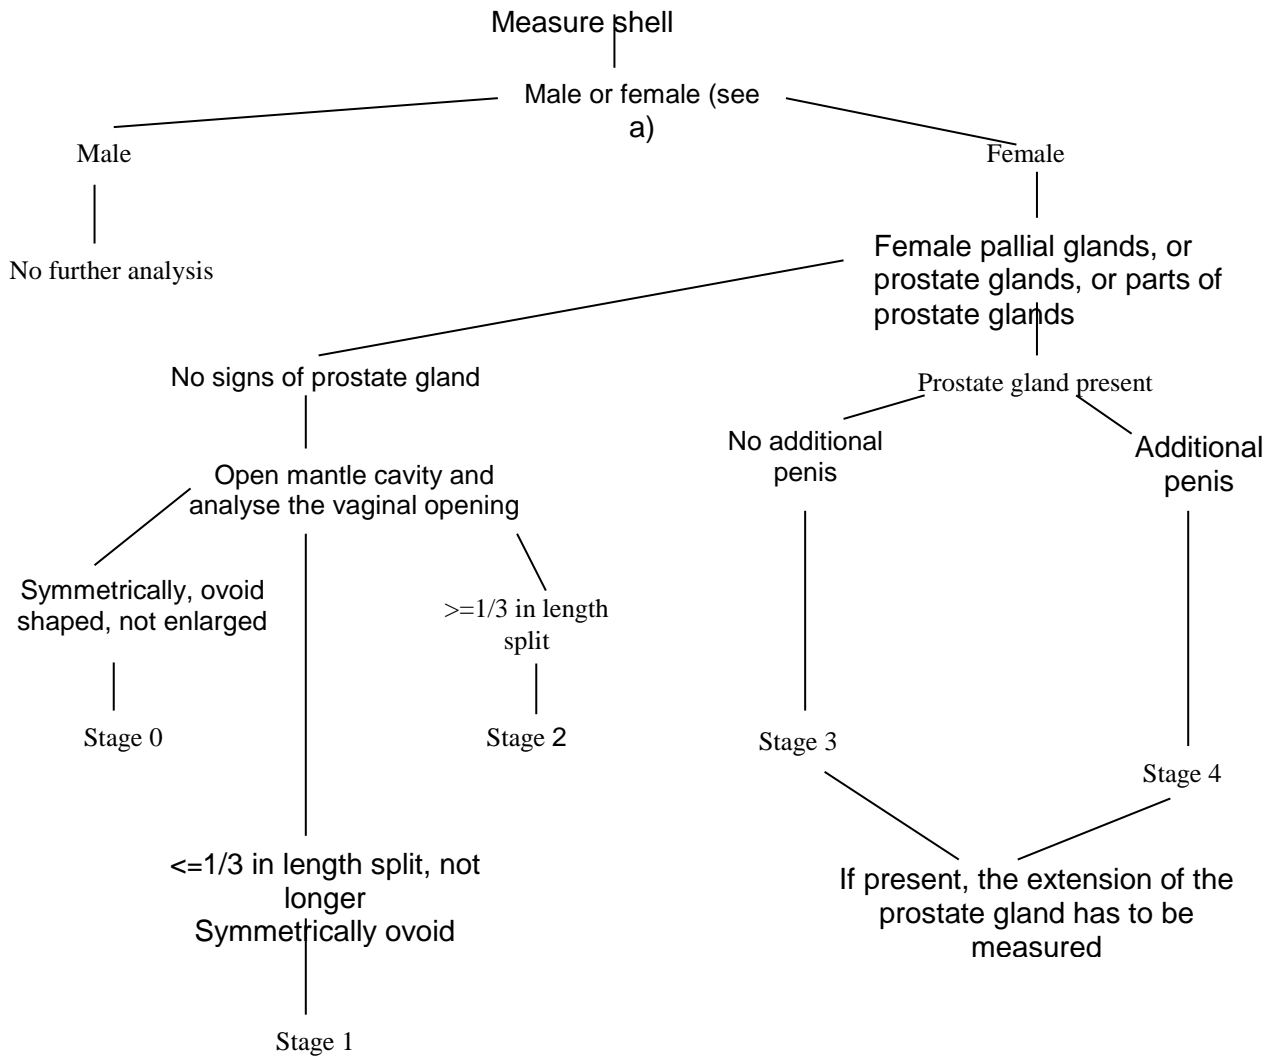 Measure shell
Male or female (see
a)
Male
Female
No further analysis
Female pallial glands, or
prostate glands, or parts of
prostate glands
No signs of prostate gland
Prostate gland present
No additional
penis
Additional
penis
Open mantle cavity and
analyse the vaginal opening
Symmetrically, ovoid
shaped, not enlarged
>=1/3 in length
split
Stage 0
Stage 2
Stage 3
Stage 4
<=1/3 in length split, not
longer
Symmetrically ovoid
If present, the extension of the
prostate gland has to be
measured
Stage 1